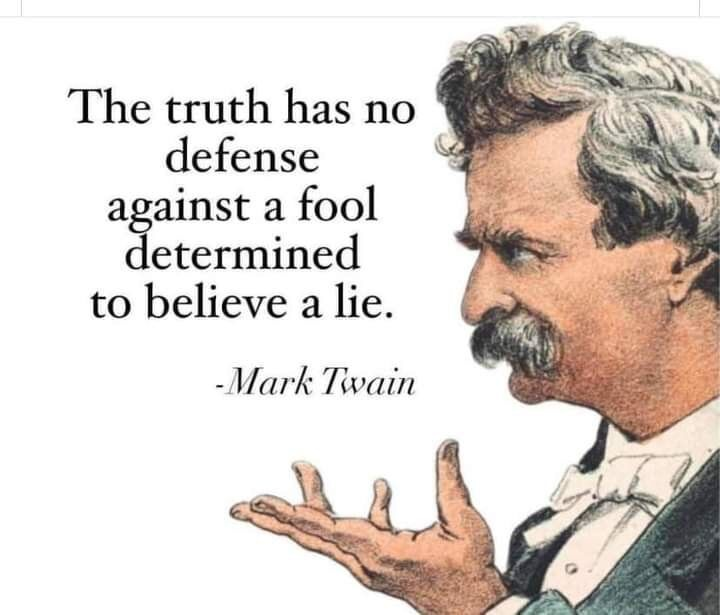 The truth has no
defense
against a fool
determined
to believe a lie.
-Mark Twain